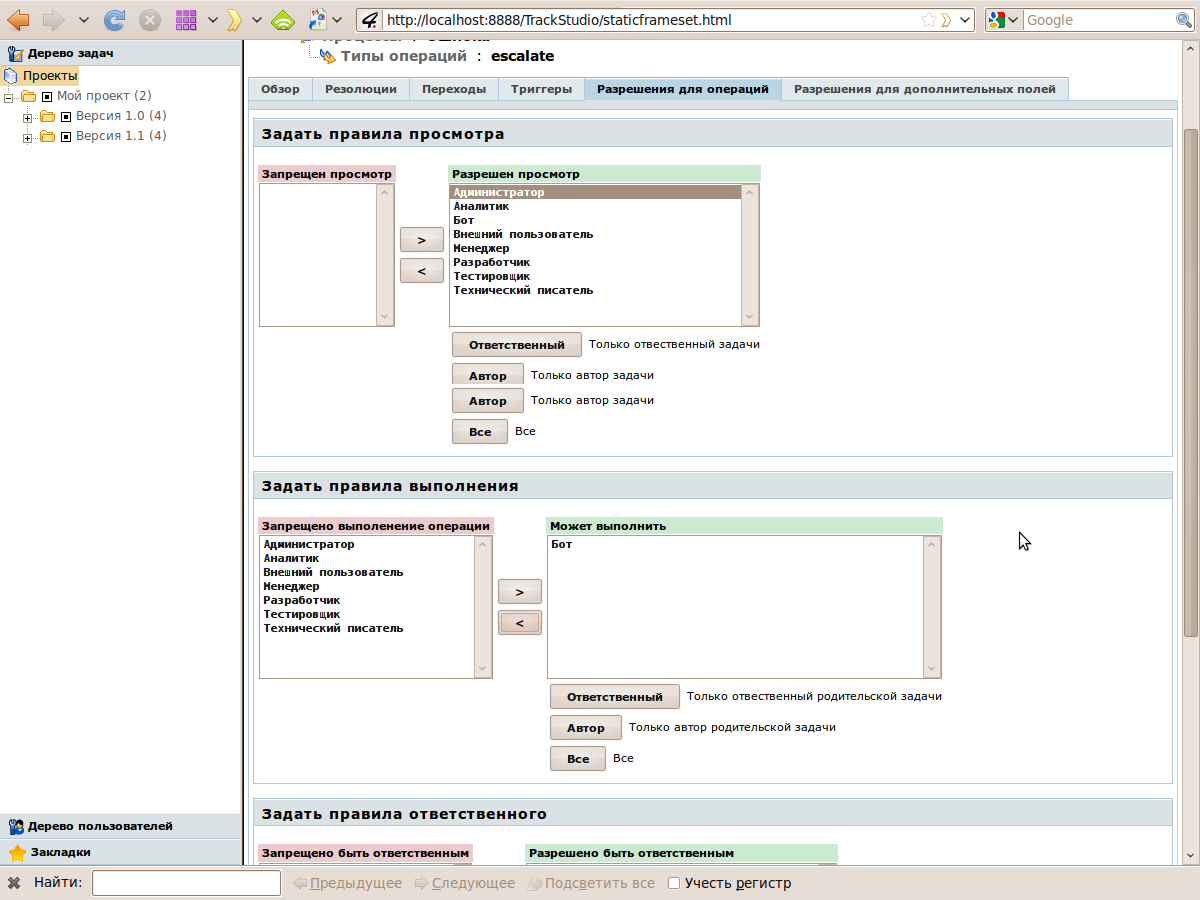 http://localhost:8888/TrackStudio/staticframeset.html
Google
Дерево задач
Проекты
Мой проект (2)
Версия 1.0 (4)
Версия 1.1 (4)
Дерево пользователей
Закладки
Типы операций : escalate
Обзор Резолюции Переходы Триггеры Разрешения для операций Разрешения для дополнительных полей
Задать правила просмотра
Запрещен просмотр
Разрешен просмотр
Администратор
Аналитик
Бот
Внешний пользователь
Менеджер
Разработчик
Тестировщик
Технический писатель
>
<
Ответственный Только отвественный задачи
Автор Только автор задачи
Автор Только автор задачи
Все Все
Задать правила выполнения
Запрещено выполенение операции
Администратор
Аналитик
Внешний пользователь
Менеджер
Разработчик
Тестировщик
Технический писатель
>
<
Может выполнить
Бот
Ответственный Только отвественный родительской задачи
Автор Только автор родительской задачи
Все Все
Задать правила ответственного
Запрещено быть ответственным Разрешено быть ответственным
Найти: Предыдущее Следующее Подсветить все Учесть регистр